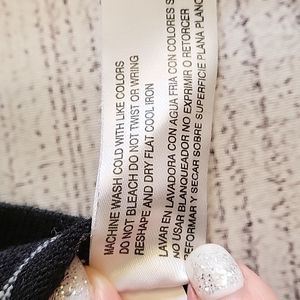 MACHINE WASH COLD WITH LIKE COLORS
DO NOT BLEACH DO NOT TWIST OR WRING
RESHAPE AND DRY FLAT COOL IRON
LAVAR EN LAVADORA CON AGUA FRIA CON COLORES
NO USAR BLANQUEADOR NO EXPRIMIR O RETORCER
REFORMAR Y SECAR SOBRE SUPERFICIE PLANA